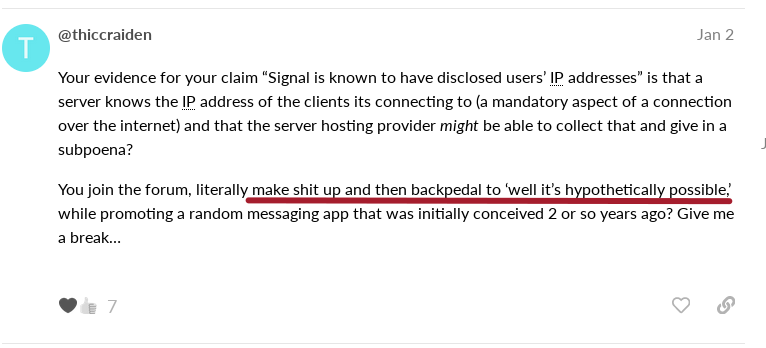 T
@thiccraiden
Jan 2
Your evidence for your claim “Signal is known to have disclosed users’ IP addresses” is that a
server knows the IP address of the clients its connecting to (a mandatory aspect of a connection
over the internet) and that the server hosting provider might be able to collect that and give in a
subpoena?
You join the forum, literally make shit up and then backpedal to ‘well it’s hypothetically possible,’
while promoting a random messaging app that was initially conceived 2 or so years ago? Give me
a break…
7
J